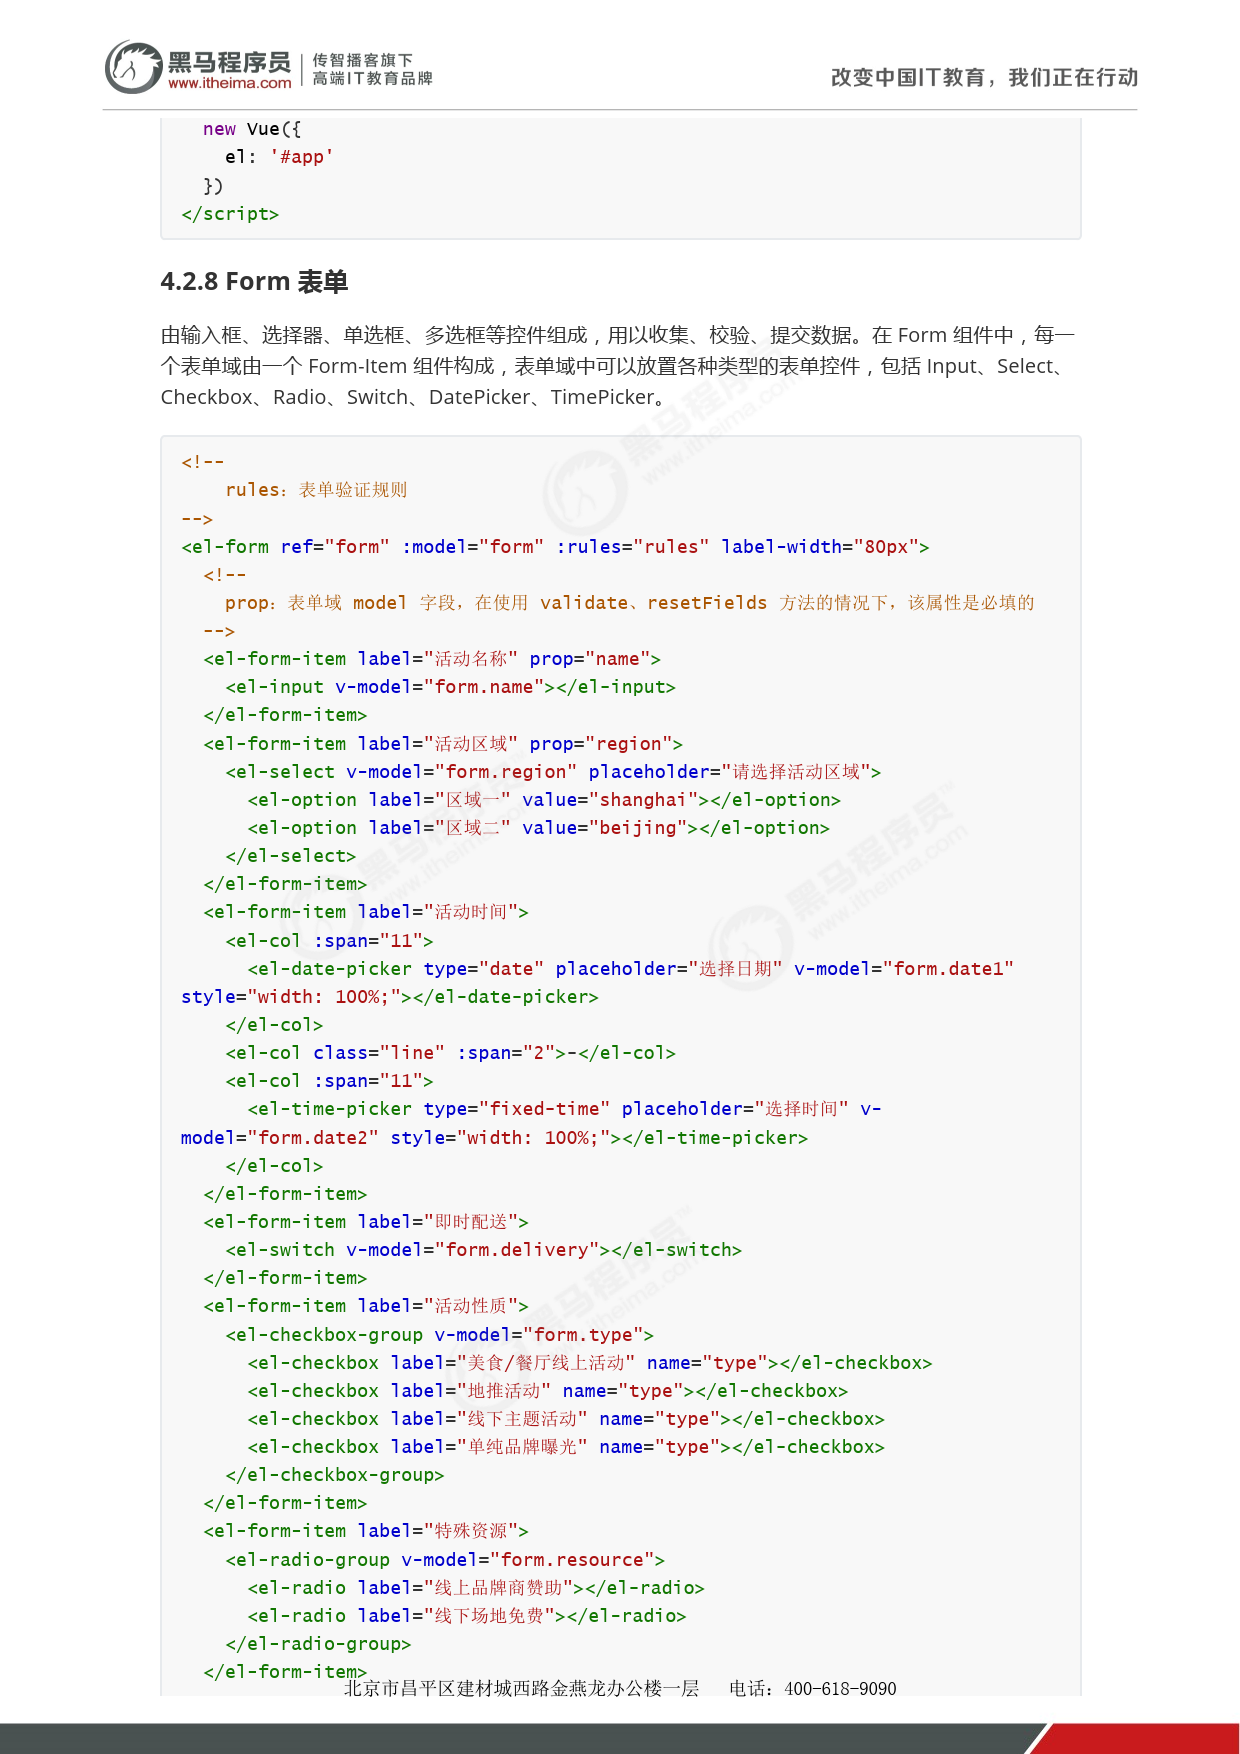 黑马程序员 传智播客旗下
www.itheima.com 高端IT教育品牌
改变中国IT教育，我们正在行动
  new Vue({
    el: '#app'
  })
</script>
4.2.8 Form 表单
由输入框、选择器、单选框、多选框等控件组成，用以收集、校验、提交数据。在 Form 组件中，每一
个表单域由一个 Form-Item 组件构成，表单域中可以放置各种类型的表单控件，包括 Input、Select、
Checkbox、Radio、Switch、DatePicker、TimePicker。
<!--
    rules：表单验证规则
-->
<el-form ref="form" :model="form" :rules="rules" label-width="80px">
  <!--
    prop：表单域 model 字段，在使用 validate、resetFields 方法的情况下，该属性是必填的
  -->
  <el-form-item label="活动名称" prop="name">
    <el-input v-model="form.name"></el-input>
  </el-form-item>
  <el-form-item label="活动区域" prop="region">
    <el-select v-model="form.region" placeholder="请选择活动区域">
      <el-option label="区域一" value="shanghai"></el-option>
      <el-option label="区域二" value="beijing"></el-option>
    </el-select>
  </el-form-item>
  <el-form-item label="活动时间">
    <el-col :span="11">
      <el-date-picker type="date" placeholder="选择日期" v-model="form.date1"
style="width: 100%;"></el-date-picker>
    </el-col>
    <el-col class="line" :span="2">-</el-col>
    <el-col :span="11">
      <el-time-picker type="fixed-time" placeholder="选择时间" v-
model="form.date2" style="width: 100%;"></el-time-picker>
    </el-col>
  </el-form-item>
  <el-form-item label="即时配送">
    <el-switch v-model="form.delivery"></el-switch>
  </el-form-item>
  <el-form-item label="活动性质">
    <el-checkbox-group v-model="form.type">
      <el-checkbox label="美食/餐厅线上活动" name="type"></el-checkbox>
      <el-checkbox label="地推活动" name="type"></el-checkbox>
      <el-checkbox label="线下主题活动" name="type"></el-checkbox>
      <el-checkbox label="单纯品牌曝光" name="type"></el-checkbox>
    </el-checkbox-group>
  </el-form-item>
  <el-form-item label="特殊资源">
    <el-radio-group v-model="form.resource">
      <el-radio label="线上品牌商赞助"></el-radio>
      <el-radio label="线下场地免费"></el-radio>
    </el-radio-group>
  </el-form-item>
北京市昌平区建材城西路金燕龙办公楼一层 电话：400-618-9090